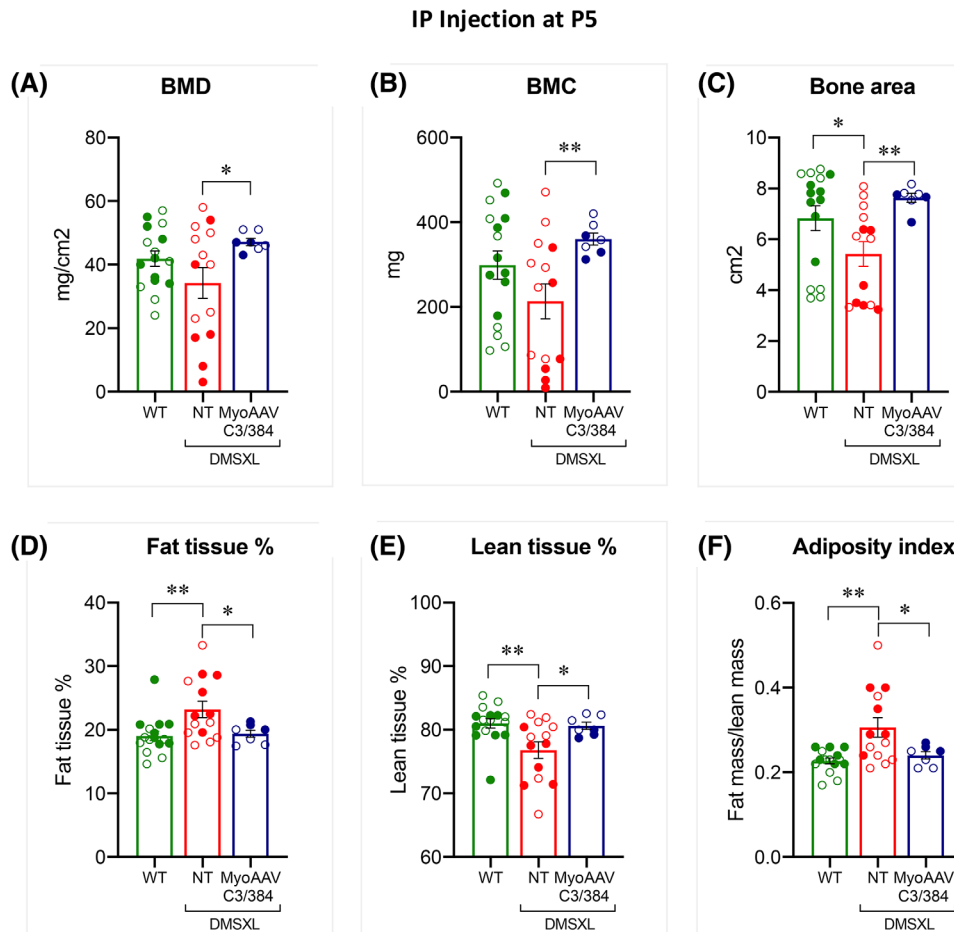 IP Injection at P5
(A) BMD
mg/cm2
80
60
40
20
0
*
WT
NT
MyoAAV
C3/384
DMSXL
(B) BMC
mg
600
400
200
0
**
WT
NT
MyoAAV
C3/384
DMSXL
(C) Bone area
cm2
10
8
6
4
2
0
*
**
WT
NT
MyoAAV
C3/384
DMSXL
(D) Fat tissue %
Fat tissue %
40
30
20
10
0
**
*
WT
NT
MyoAAV
C3/384
DMSXL
(E) Lean tissue %
Lean tissue %
100
90
80
70
60
**
*
WT
NT
MyoAAV
C3/384
DMSXL
(F) Adiposity index
Fat mass/lean mass
0.6
0.4
0.2
0.0
**
*
WT
NT
MyoAAV
C3/384
DMSXL